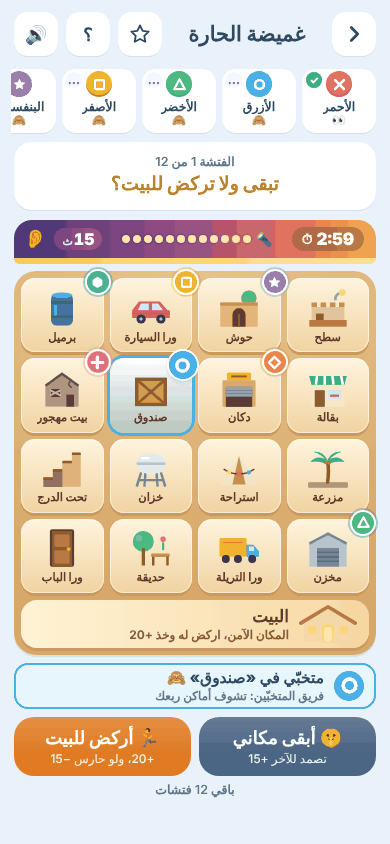 غميضة الحارة
؟
الأحمر
الأزرق
الأخضر
الأصفر
البنفسـ
الفتشة 1 من 12
تبقى ولا تركض للبيت؟
2:59
15ث
سطح
حوش
ورا السيارة
برميل
بقالة
دكان
صندوق
بيت مهجور
مزرعة
استراحة
خزان
تحت الدرج
مخزن
ورا التريلة
حديقة
ورا الباب
البيت
المكان الآمن، اركض له وخذ +20
متخبّي في «صندوق»
فريق المتخبّين: تشوف أماكن ربعك
أبقى مكاني
تصمد للآخر +15
أركض للبيت
+20، ولو حارس −15
باقي 12 فتشات